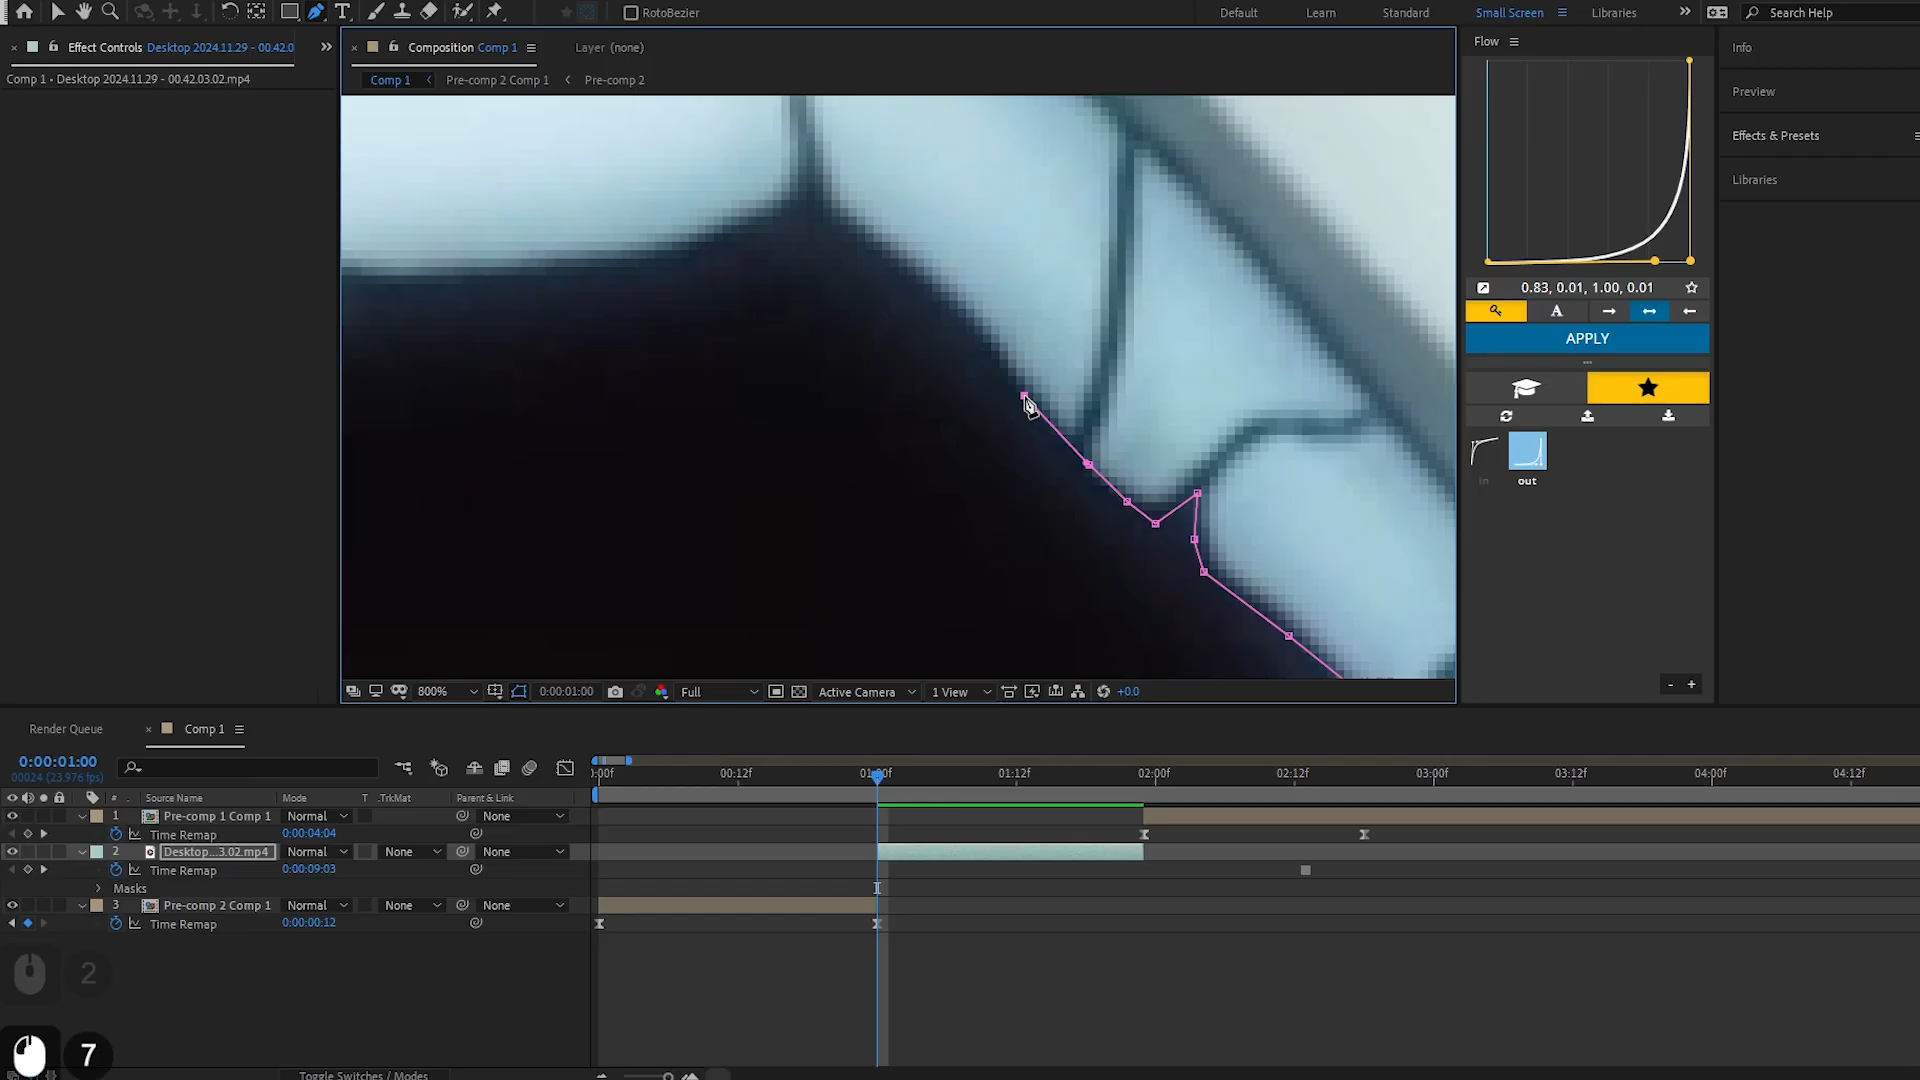 RotoBezier
Default Learn Standard Small Screen Libraries Search Help
Effect Controls Desktop 2024.11.29 - 00.42.0
Composition Comp 1
Layer (none)
Flow
Info
Comp 1 • Desktop 2024.11.29 - 00.42.03.02.mp4
Comp 1 Pre-comp 2 Comp 1 Pre-comp 2
Preview
Effects & Presets
Libraries
0.83, 0.01, 1.00, 0.01
A
APPLY
in out
- +
800% 0:00:01:00 Full Active Camera 1 View +0.0
Render Queue Comp 1
0:00:01:00
00024 (23.976 fps)
:00f 00:12f 01:00f 01:12f 02:00f 02:12f 03:00f 03:12f 04:00f 04:12f
# Source Name Mode T .TrkMat Parent & Link
1 Pre-comp 1 Comp 1 Normal None
Time Remap 0:00:04:04
2 Desktop...3.02.mp4 Normal None None
Time Remap 0:00:09:03
Masks
3 Pre-comp 2 Comp 1 Normal None None
Time Remap 0:00:00:12
2
7
Toggle Switches / Modes